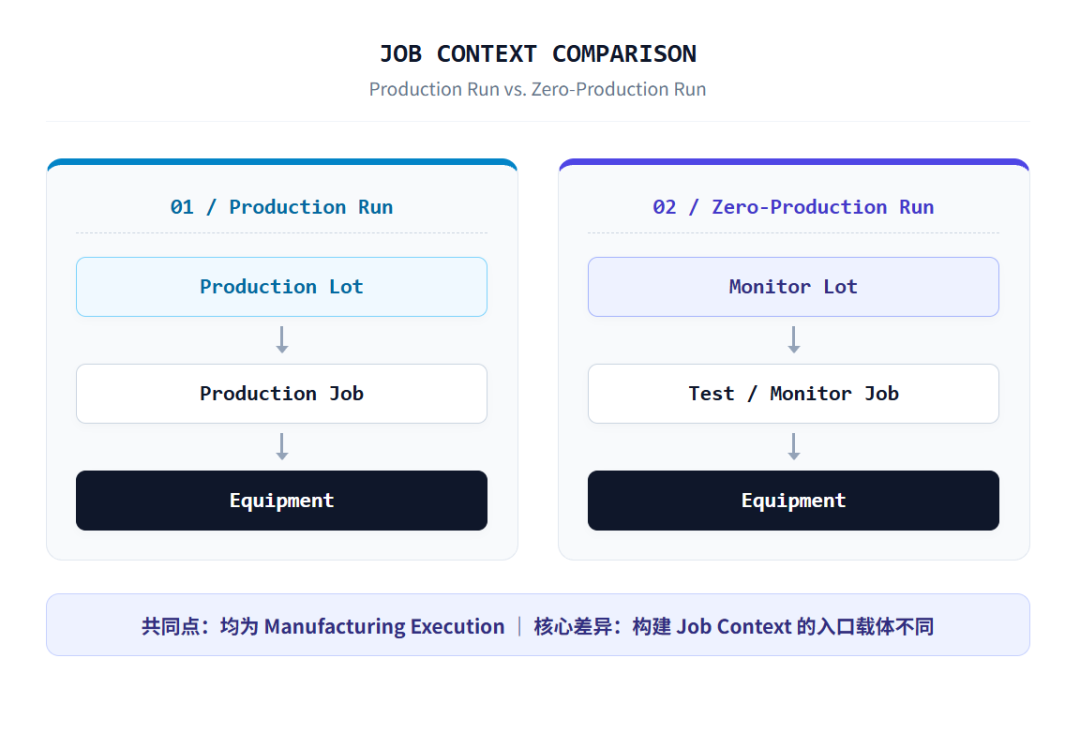 JOB CONTEXT COMPARISON
Production Run vs. Zero-Production Run
01 / Production Run
Production Lot
Production Job
Equipment
02 / Zero-Production Run
Monitor Lot
Test / Monitor Job
Equipment
共同点：均为 Manufacturing Execution ｜ 核心差异：构建 Job Context 的入口载体不同